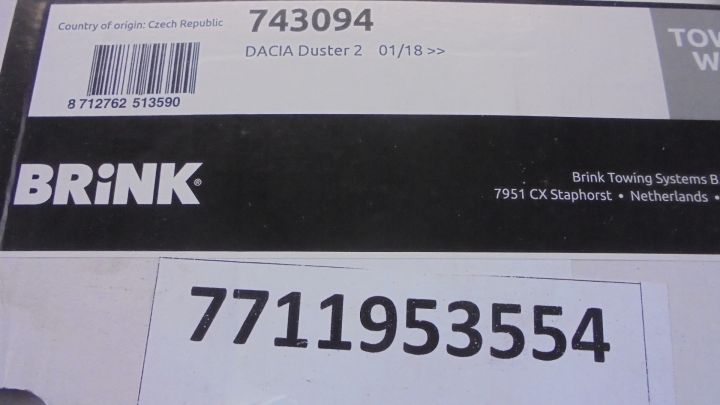 Country of origin: Czech Republic
743094
DACIA Duster 2 01/18 >>
8 712762 513590
BRiNK®
Brink Towing Systems B
7951 CX Staphorst • Netherlands •
7711953554